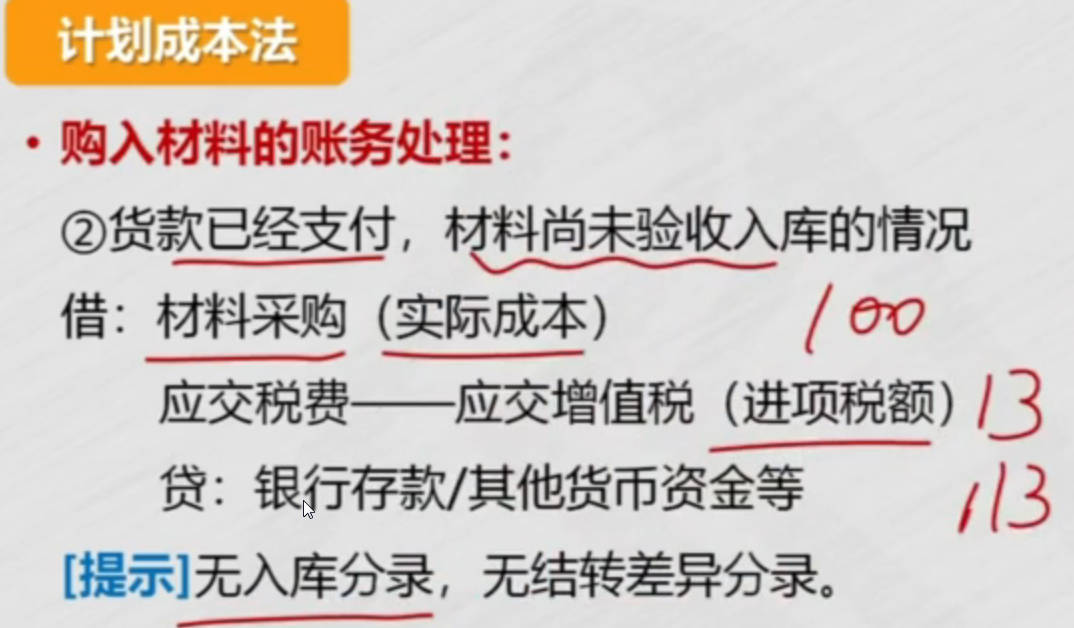 计划成本法
• 购入材料的账务处理：
②货款已经支付，材料尚未验收入库的情况
借：材料采购（实际成本） 100
应交税费——应交增值税（进项税额） 13
贷：银行存款/其他货币资金等 113
[提示]无入库分录，无结转差异分录。